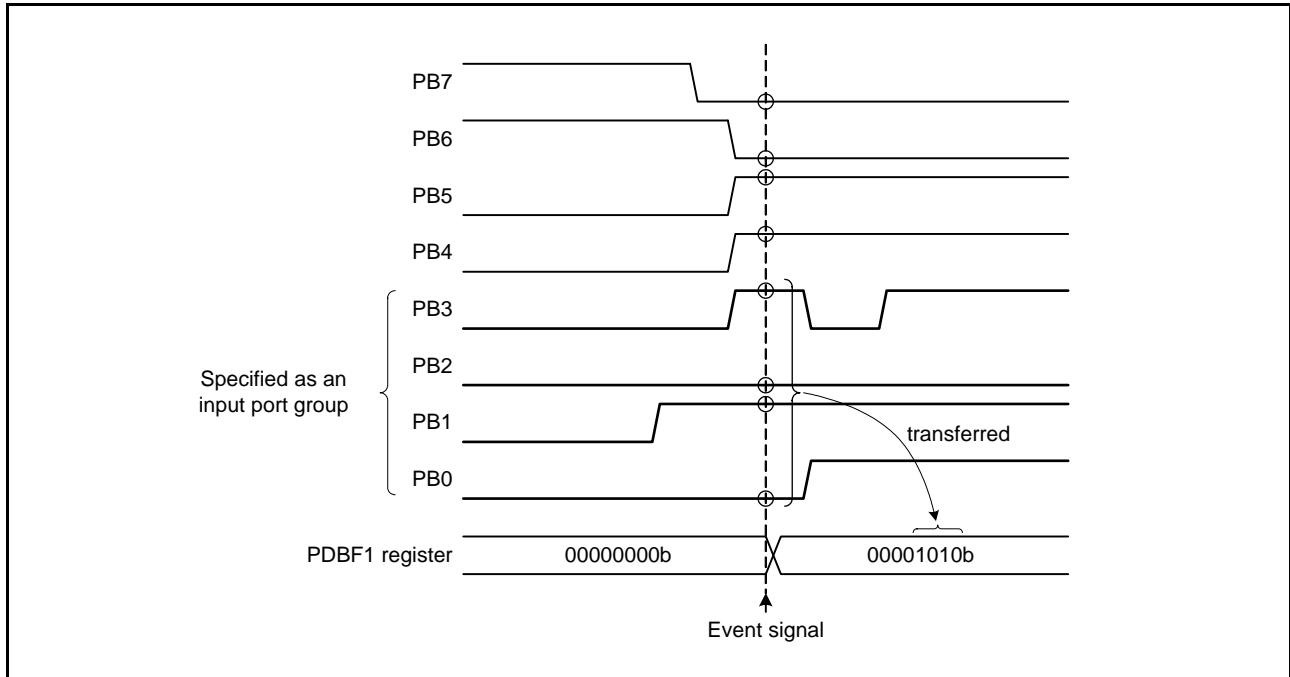 PB7
PB6
PB5
PB4
PB3
PB2
Specified as an
input port group
PB1
transferred
PB0
PDBF1 register
00000000b
00001010b
Event signal